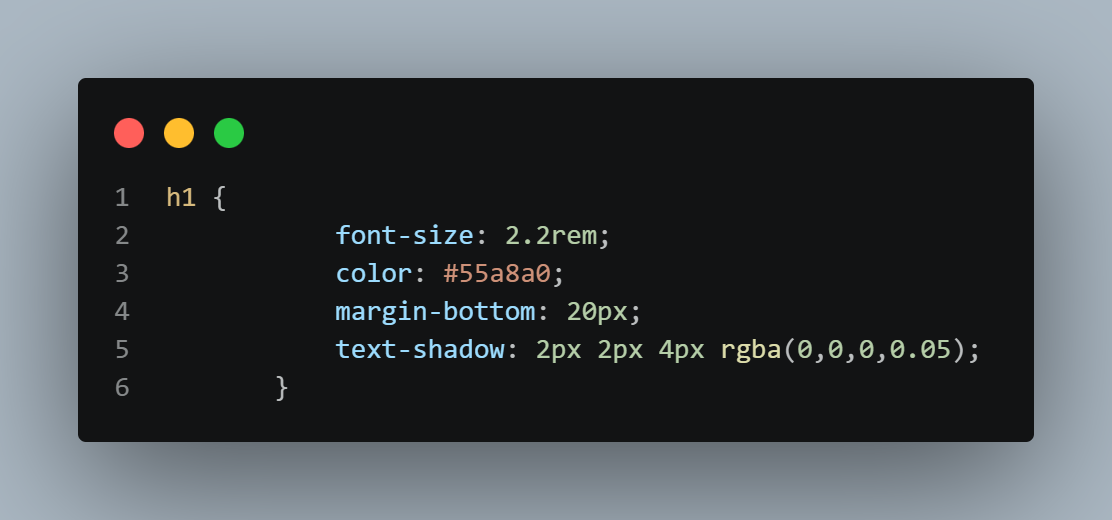 1 h1 {
2 font-size: 2.2rem;
3 color: #55a8a0;
4 margin-bottom: 20px;
5 text-shadow: 2px 2px 4px rgba(0,0,0,0.05);
6 }